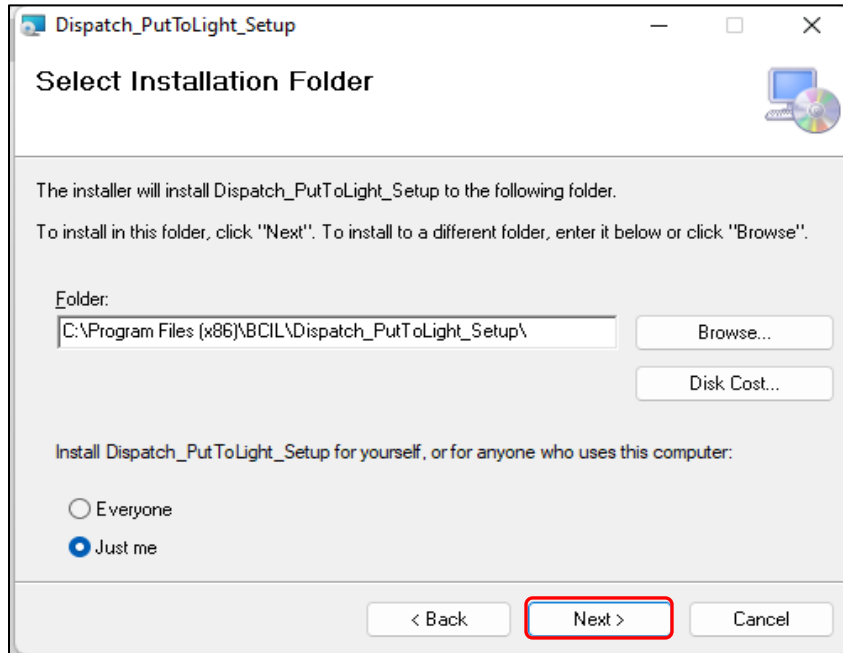 Dispatch_PutToLight_Setup
Select Installation Folder
The installer will install Dispatch_PutToLight_Setup to the following folder.
To install in this folder, click "Next". To install to a different folder, enter it below or click "Browse".
Folder:
C:\Program Files (x86)\BCIL\Dispatch_PutToLight_Setup\
Browse...
Disk Cost...
Install Dispatch_PutToLight_Setup for yourself, or for anyone who uses this computer:
Everyone
Just me
< Back
Next >
Cancel